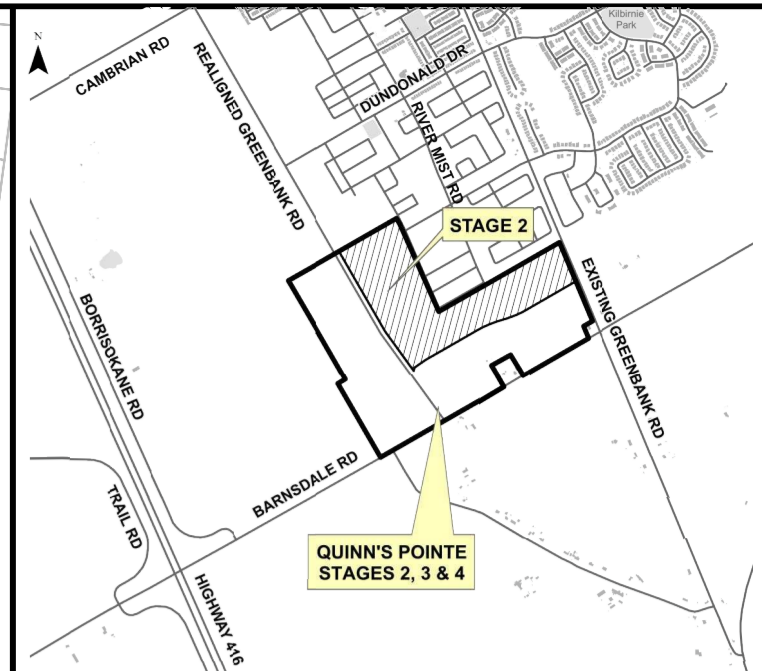 Kilbirnie
Park
N
CAMBRIAN RD
REALIGNED GREENBANK RD
DUNDONALD DR
RIVER MIST RD
STAGE 2
EXISTING GREENBANK RD
BORRISOKANE RD
BARNSDALE RD
TRAIL RD
QUINN'S POINTE
STAGES 2, 3 & 4
HIGHWAY 416